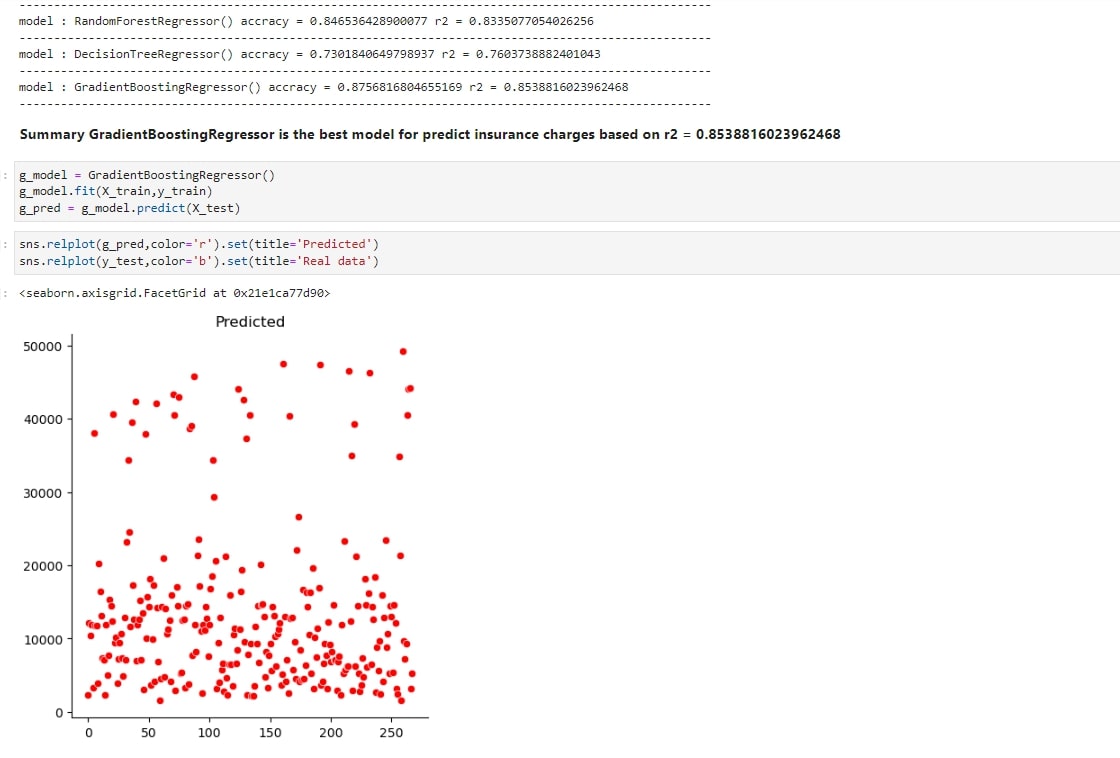 model : RandomForestRegressor() accracy = 0.846536428900077 r2 = 0.8335077054026256
model : DecisionTreeRegressor() accracy = 0.7301840649798937 r2 = 0.7603738882401043
model : GradientBoostingRegressor() accracy = 0.8756816804655169 r2 = 0.8538816023962468
Summary GradientBoostingRegressor is the best model for predict insurance charges based on r2 = 0.8538816023962468
g_model = GradientBoostingRegressor()
g_model.fit(X_train,y_train)
g_pred = g_model.predict(X_test)
sns.relplot(g_pred,color='r').set(title='Predicted')
sns.relplot(y_test,color='b').set(title='Real data')
<seaborn.axisgrid.FacetGrid at 0x21e1ca77d90>
Predicted
50000
40000
30000
20000
10000
0
0 50 100 150 200 250